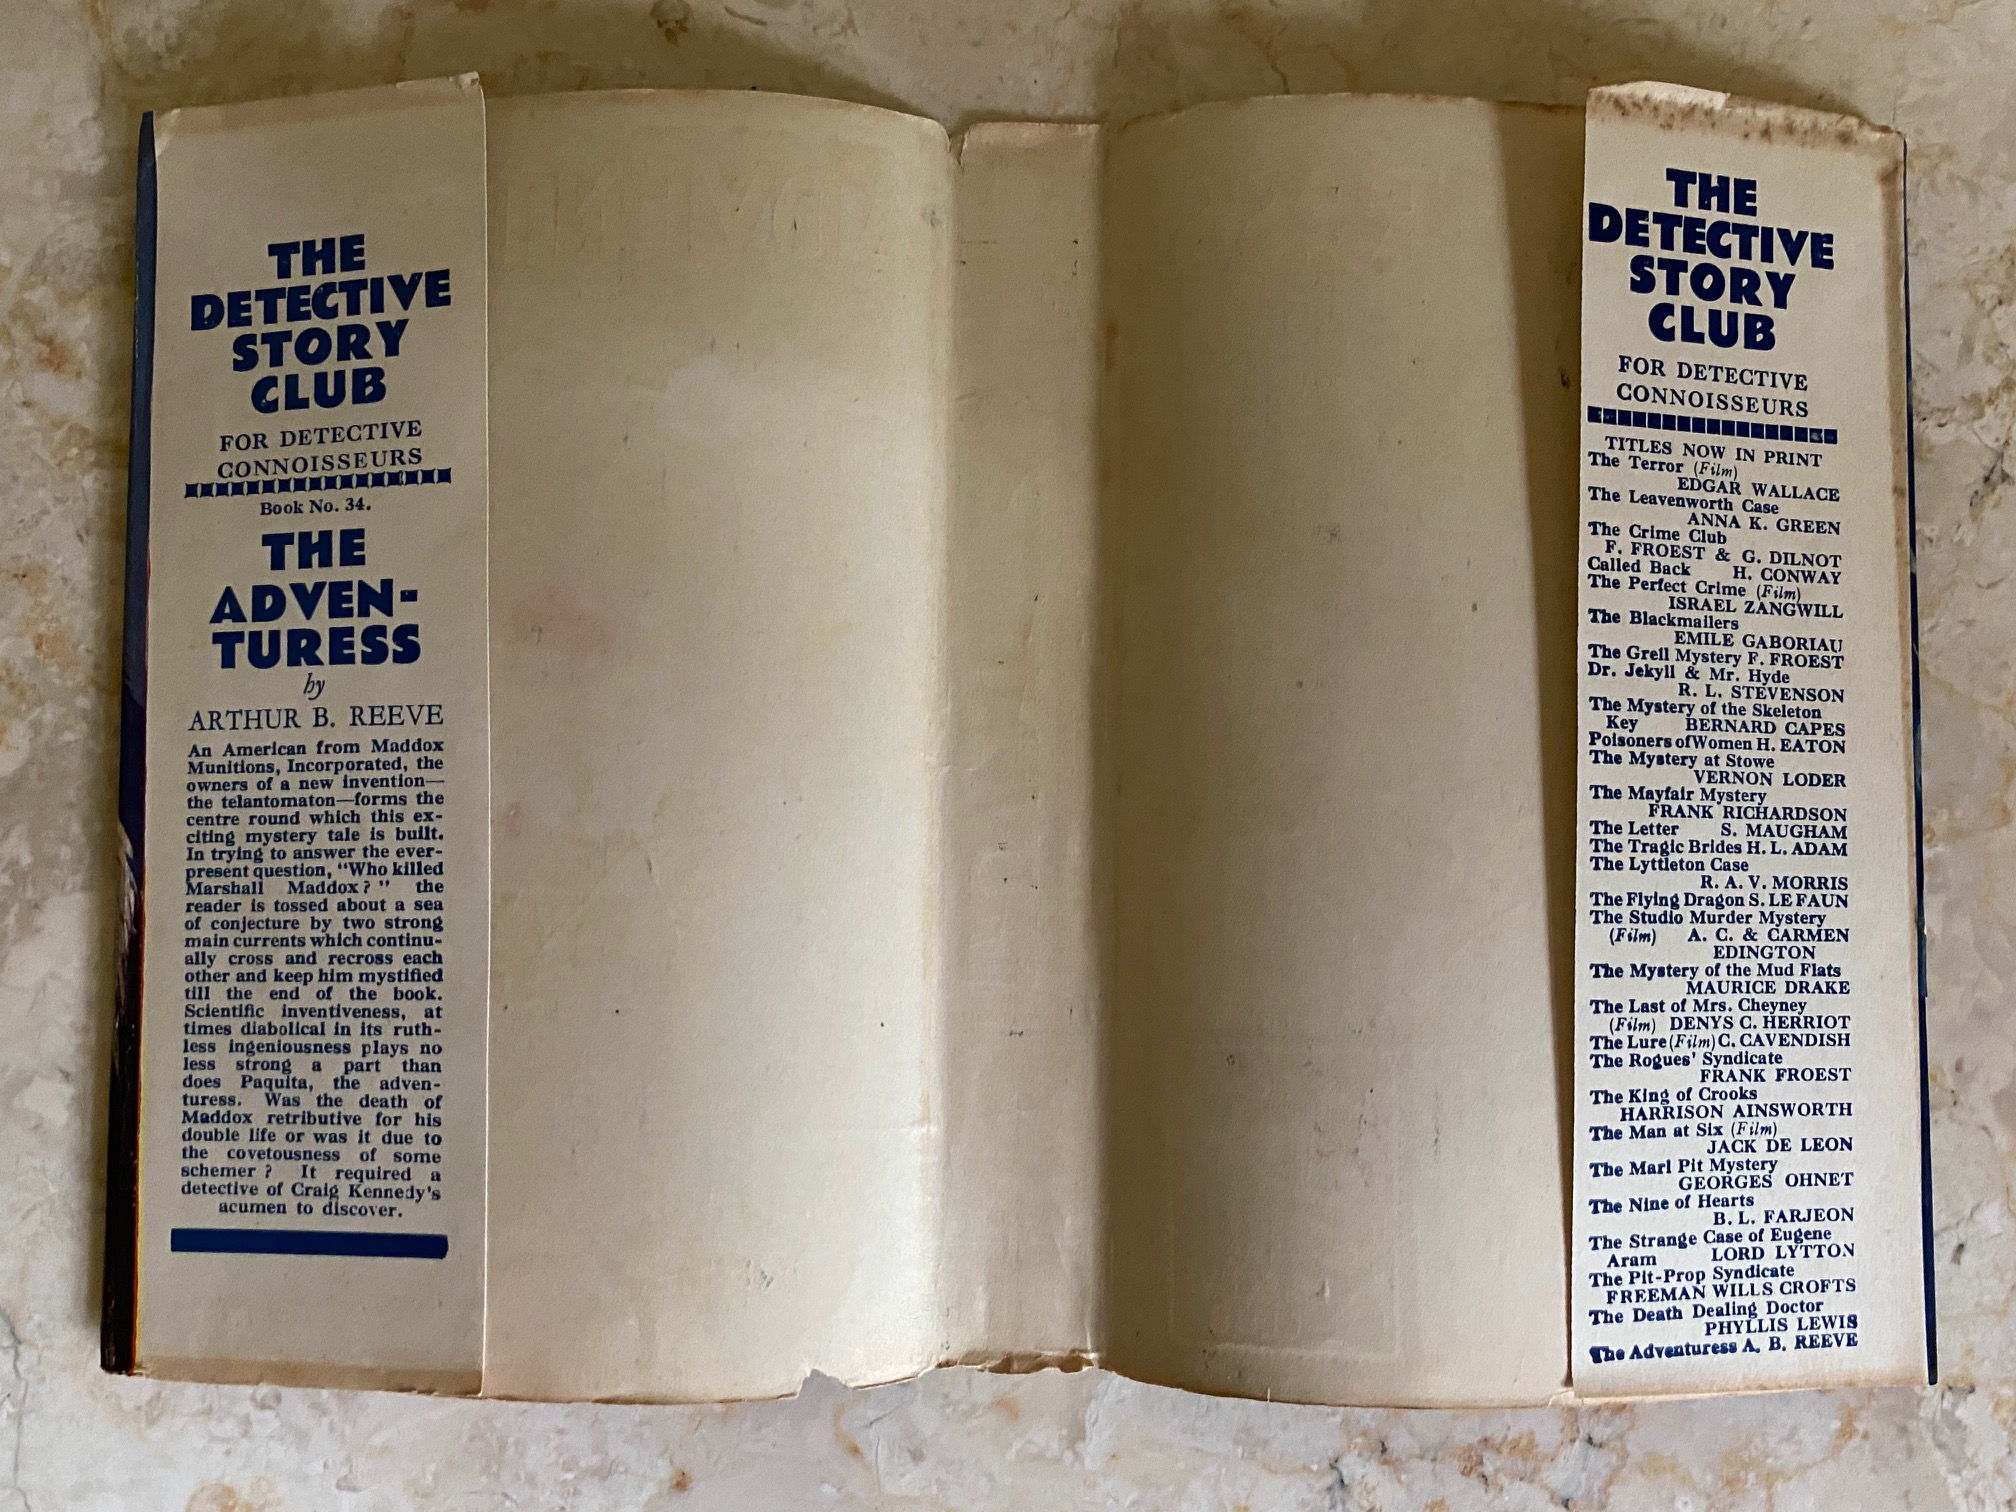 THE
DETECTIVE
STORY
CLUB
FOR DETECTIVE
CONNOISSEURS
Book No. 34.
THE
ADVEN-
TURESS
by
ARTHUR B. REEVE
An American from Maddox
Munitions, Incorporated, the
owners of a new invention—
the telantomaton—forms the
centre round which this ex-
citing mystery tale is built.
In trying to answer the ever-
present question, "Who killed
Marshall Maddox?" the
reader is tossed about a sea
of conjecture by two strong
main currents which continu-
ally cross and recross each
other and keep him mystified
till the end of the book.
Scientific inventiveness, at
times diabolical in its ruth-
less ingeniousness plays no
less strong a part than
does Paquita, the adven-
turess. Was the death of
Maddox retributive for his
double life or was it due to
the covetousness of some
schemer? It required a
detective of Craig Kennedy's
acumen to discover.
THE
DETECTIVE
STORY
CLUB
FOR DETECTIVE
CONNOISSEURS
TITLES NOW IN PRINT
The Terror (Film)
EDGAR WALLACE
The Leavenworth Case
ANNA K. GREEN
The Crime Club
F. FROEST & G. DILNOT
Called Back H. CONWAY
The Perfect Crime (Film)
ISRAEL ZANGWILL
The Blackmailers
EMILE GABORIAU
The Grell Mystery F. FROEST
Dr. Jekyll & Mr. Hyde
R. L. STEVENSON
The Mystery of the Skeleton
Key BERNARD CAPES
Poisoners of Women H. EATON
The Mystery at Stowe
VERNON LODER
The Mayfair Mystery
FRANK RICHARDSON
The Letter S. MAUGHAM
The Tragic Brides H. L. ADAM
The Lyttleton Case
R. A. V. MORRIS
The Flying Dragon S. LE FAUN
The Studio Murder Mystery
(Film) A. C. & CARMEN
EDINGTON
The Mystery of the Mud Flats
MAURICE DRAKE
The Last of Mrs. Cheyney
(Film) DENYS C. HERRIOT
The Lure (Film) C. CAVENDISH
The Rogues' Syndicate
FRANK FROEST
The King of Crooks
HARRISON AINSWORTH
The Man at Six (Film)
JACK DE LEON
The Marl Pit Mystery
GEORGES OHNET
The Nine of Hearts
B. L. FARJEON
The Strange Case of Eugene
Aram LORD LYTTON
The Pit-Prop Syndicate
FREEMAN WILLS CROFTS
The Death Dealing Doctor
PHYLLIS LEWIS
The Adventuress A. B. REEVE